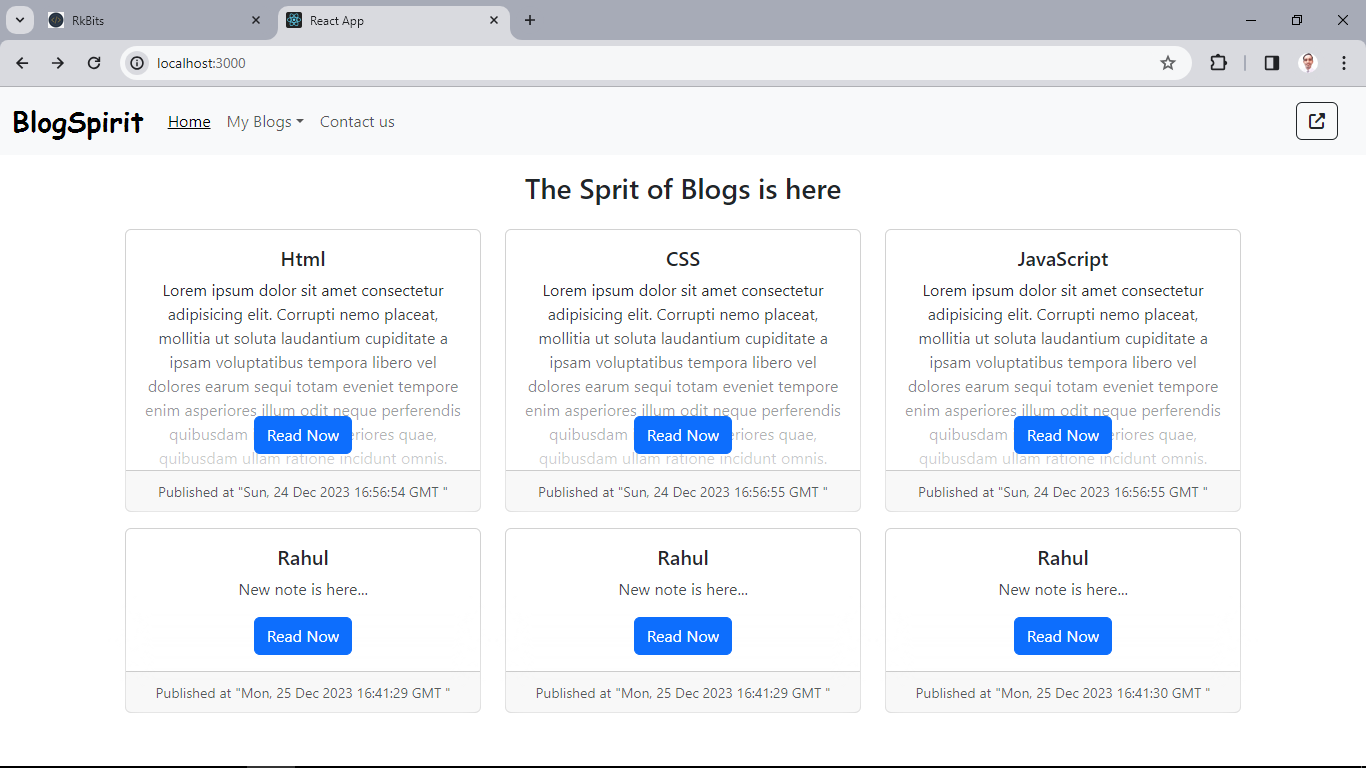 RkBits
React App
localhost:3000
BlogSpirit
Home
My Blogs
Contact us
The Sprit of Blogs is here
Html
Lorem ipsum dolor sit amet consectetur
adipisicing elit. Corrupti nemo placeat,
mollitia ut soluta laudantium cupiditate a
ipsam voluptatibus tempora libero vel
dolores earum sequi totam eveniet tempore
enim asperiores illum odit neque perferendis
quibusdam
quibusdam ullam ratione incidunt omnis.
Read Now
Published at "Sun, 24 Dec 2023 16:56:54 GMT "
CSS
Lorem ipsum dolor sit amet consectetur
adipisicing elit. Corrupti nemo placeat,
mollitia ut soluta laudantium cupiditate a
ipsam voluptatibus tempora libero vel
dolores earum sequi totam eveniet tempore
enim asperiores illum odit neque perferendis
quibusdam eriores quae,
quibusdam ullam ratione incidunt omnis.
Read Now
Published at "Sun, 24 Dec 2023 16:56:55 GMT "
JavaScript
Lorem ipsum dolor sit amet consectetur
adipisicing elit. Corrupti nemo placeat,
mollitia ut soluta laudantium cupiditate a
ipsam voluptatibus tempora libero vel
dolores earum sequi totam eveniet tempore
enim asperiores illum odit neque perferendis
quibusdam eriores quae,
quibusdam ullam ratione incidunt omnis.
Read Now
Published at "Sun, 24 Dec 2023 16:56:55 GMT "
Rahul
New note is here...
Read Now
Published at "Mon, 25 Dec 2023 16:41:29 GMT "
Rahul
New note is here...
Read Now
Published at "Mon, 25 Dec 2023 16:41:29 GMT "
Rahul
New note is here...
Read Now
Published at "Mon, 25 Dec 2023 16:41:30 GMT "